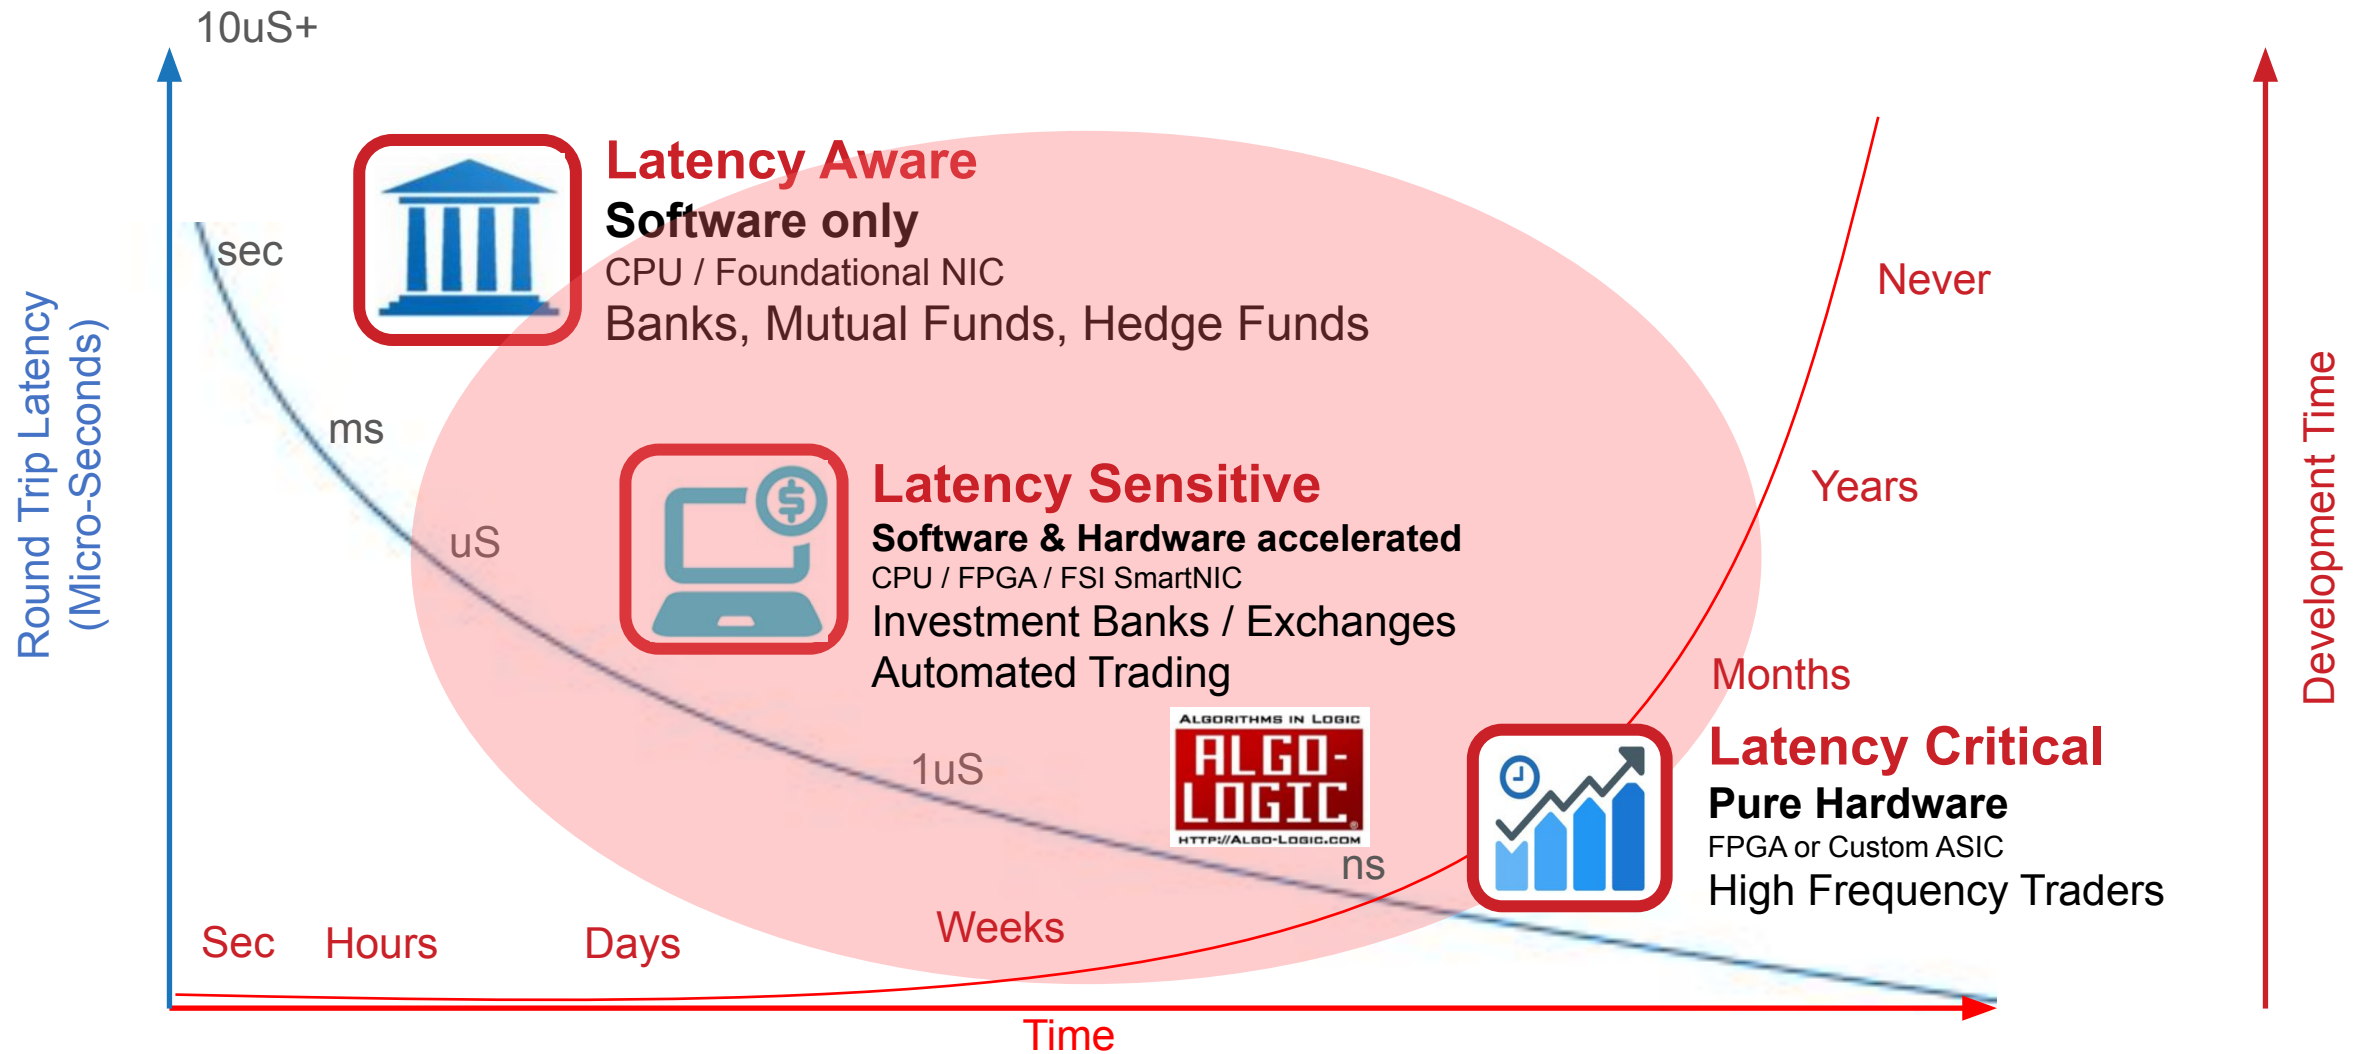 10uS+
Round Trip Latency
(Micro-Seconds)
sec
ms
uS
1uS
ns
Latency Aware
Software only
CPU / Foundational NIC
Banks, Mutual Funds, Hedge Funds
Latency Sensitive
Software & Hardware accelerated
CPU / FPGA / FSI SmartNIC
Investment Banks / Exchanges
Automated Trading
ALGORITHMS IN LOGIC
ALGO-
LOGIC®
HTTP://ALGO-LOGIC.COM
Latency Critical
Pure Hardware
FPGA or Custom ASIC
High Frequency Traders
Sec
Hours
Days
Weeks
Months
Years
Never
Time
Development Time